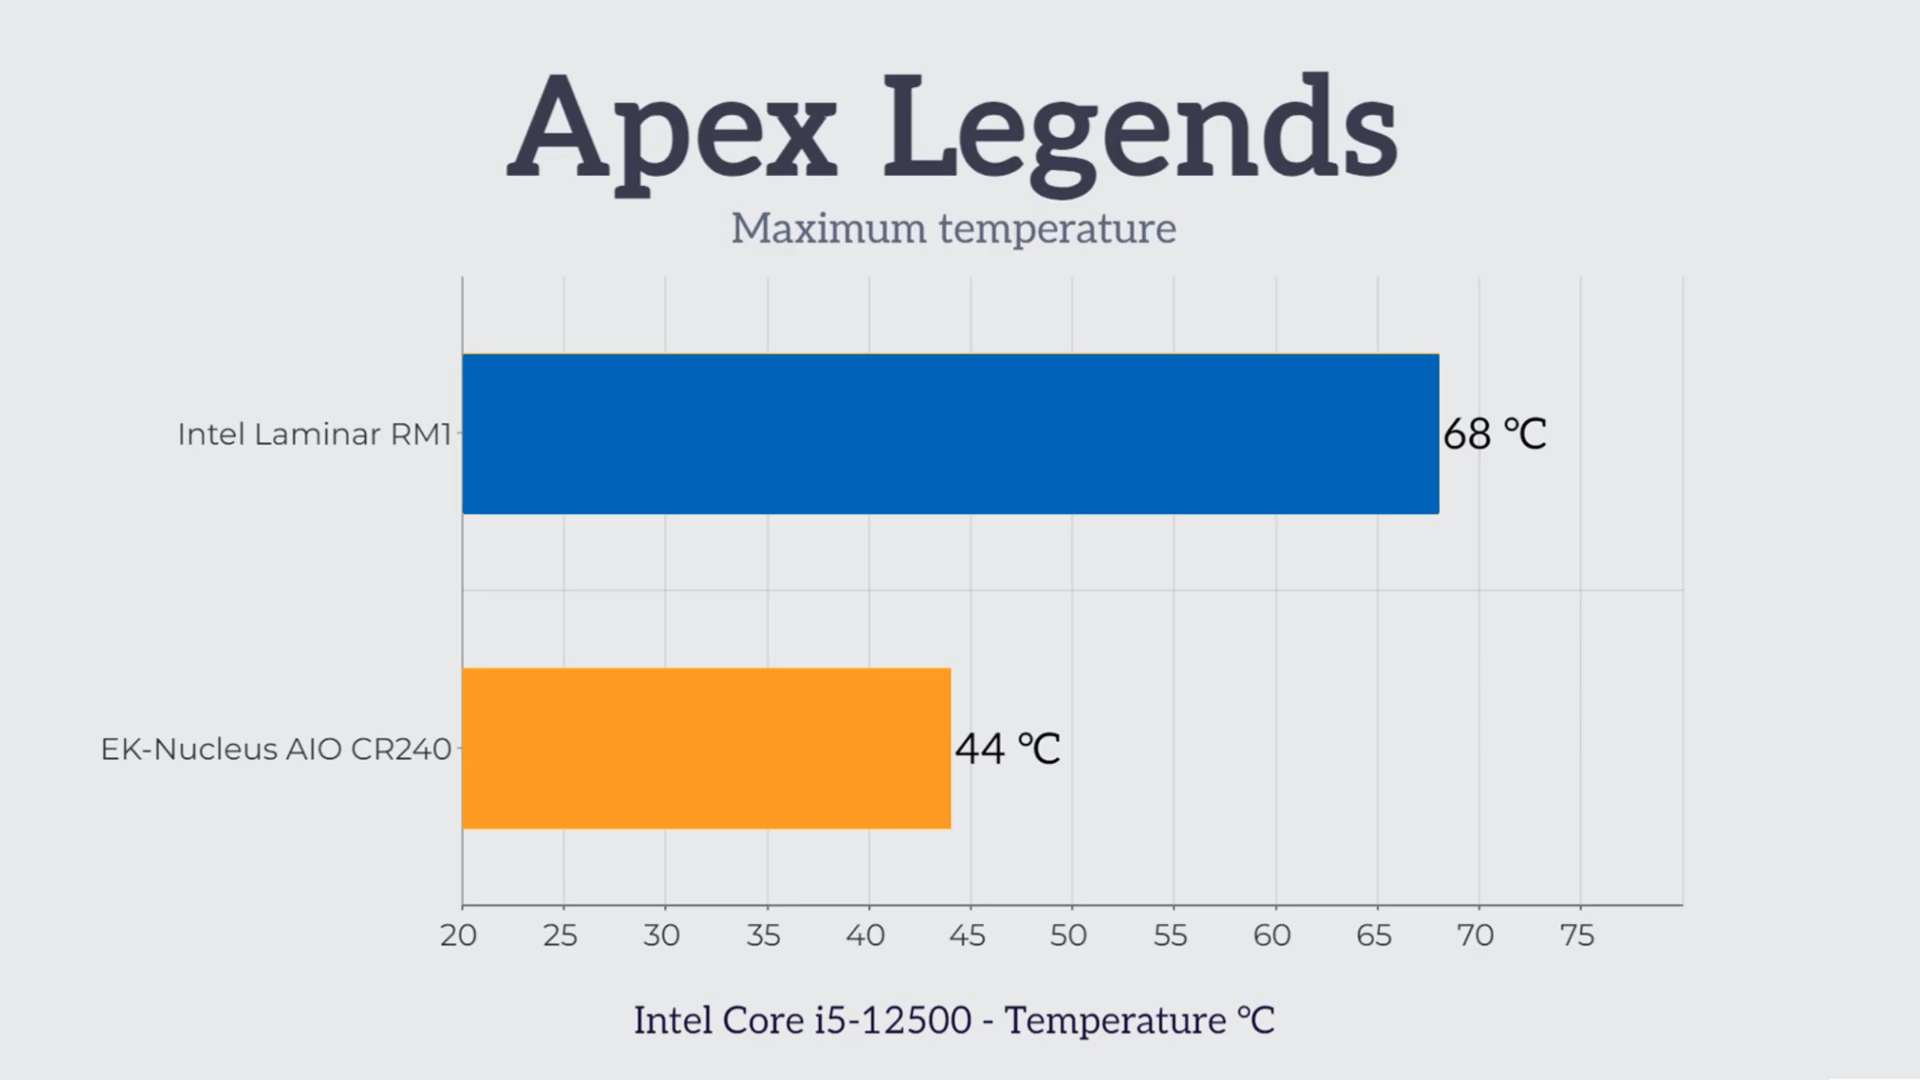 Apex Legends
Maximum temperature
Intel Laminar RM1
68 °C
EK-Nucleus AIO CR240
44 °C
20 25 30 35 40 45 50 55 60 65 70 75
Intel Core i5-12500 - Temperature °C